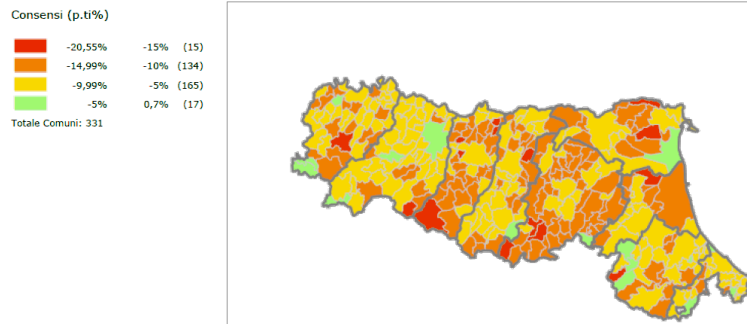 Consensi (p.ti%)
-20,55% -15% (15)
-14,99% -10% (134)
-9,99% -5% (165)
-5% 0,7% (17)
Totale Comuni: 331